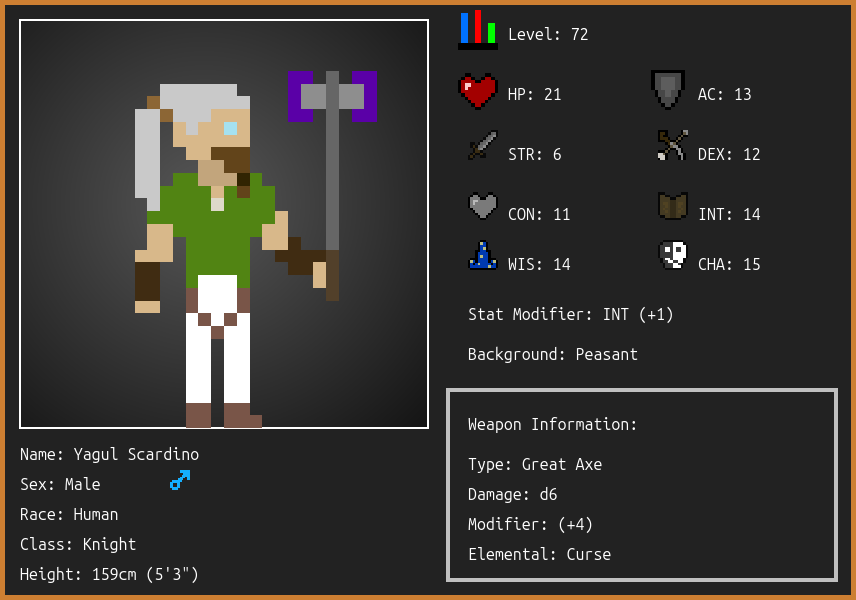 Level: 72
HP: 21
AC: 13
STR: 6
DEX: 12
CON: 11
INT: 14
WIS: 14
CHA: 15
Stat Modifier: INT (+1)
Background: Peasant
Weapon Information:
Type: Great Axe
Damage: d6
Modifier: (+4)
Elemental: Curse
Name: Yagul Scardino
Sex: Male
Race: Human
Class: Knight
Height: 159cm (5'3")